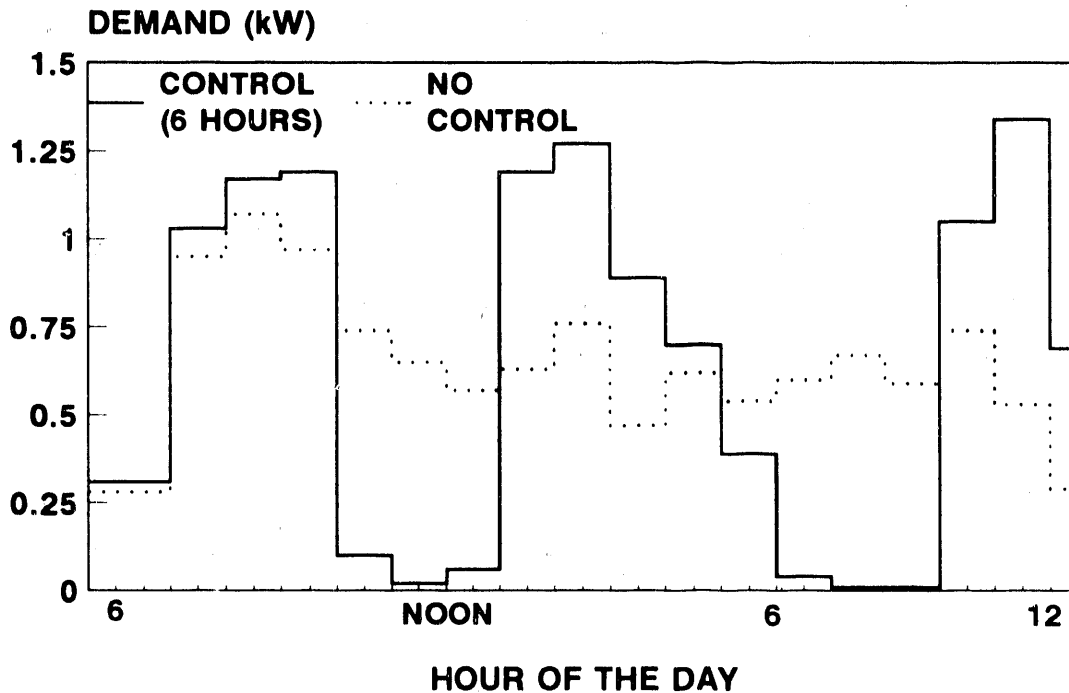 DEMAND (kW)
1.5
CONTROL
(6 HOURS)
NO
CONTROL
1.25
1
0.75
0.5
0.25
0
6
NOON
6
12
HOUR OF THE DAY